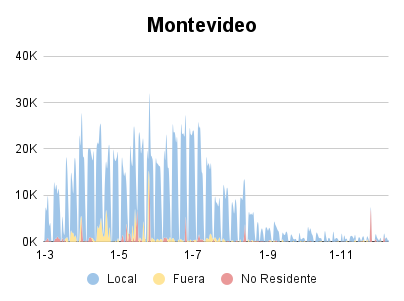 Montevideo
40K
30K
20K
10K
0K
1-3 1-5 1-7 1-9 1-11
Local Fuera No Residente